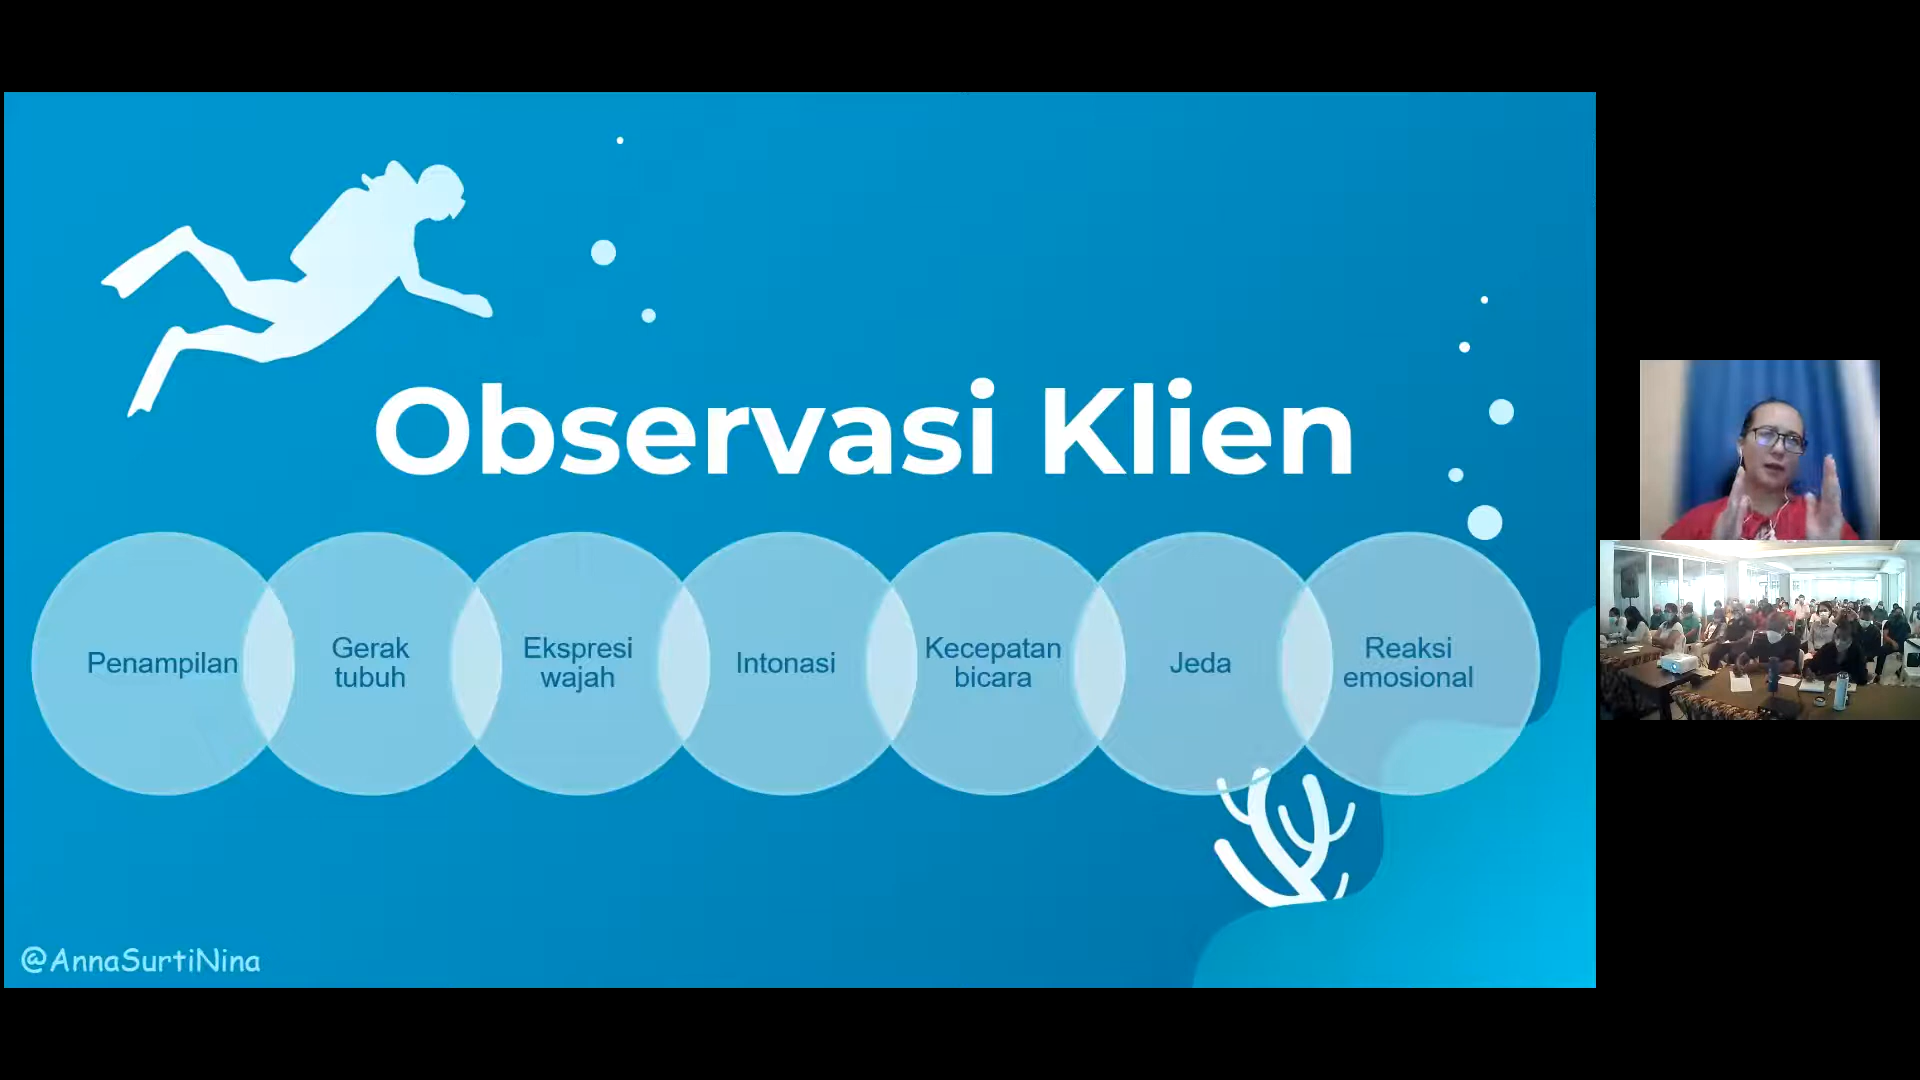 Observasi Klien
Penampilan
Gerak
tubuh
Ekspresi
wajah
Intonasi
Kecepatan
bicara
Jeda
Reaksi
emosional
@AnnaSurtiNina